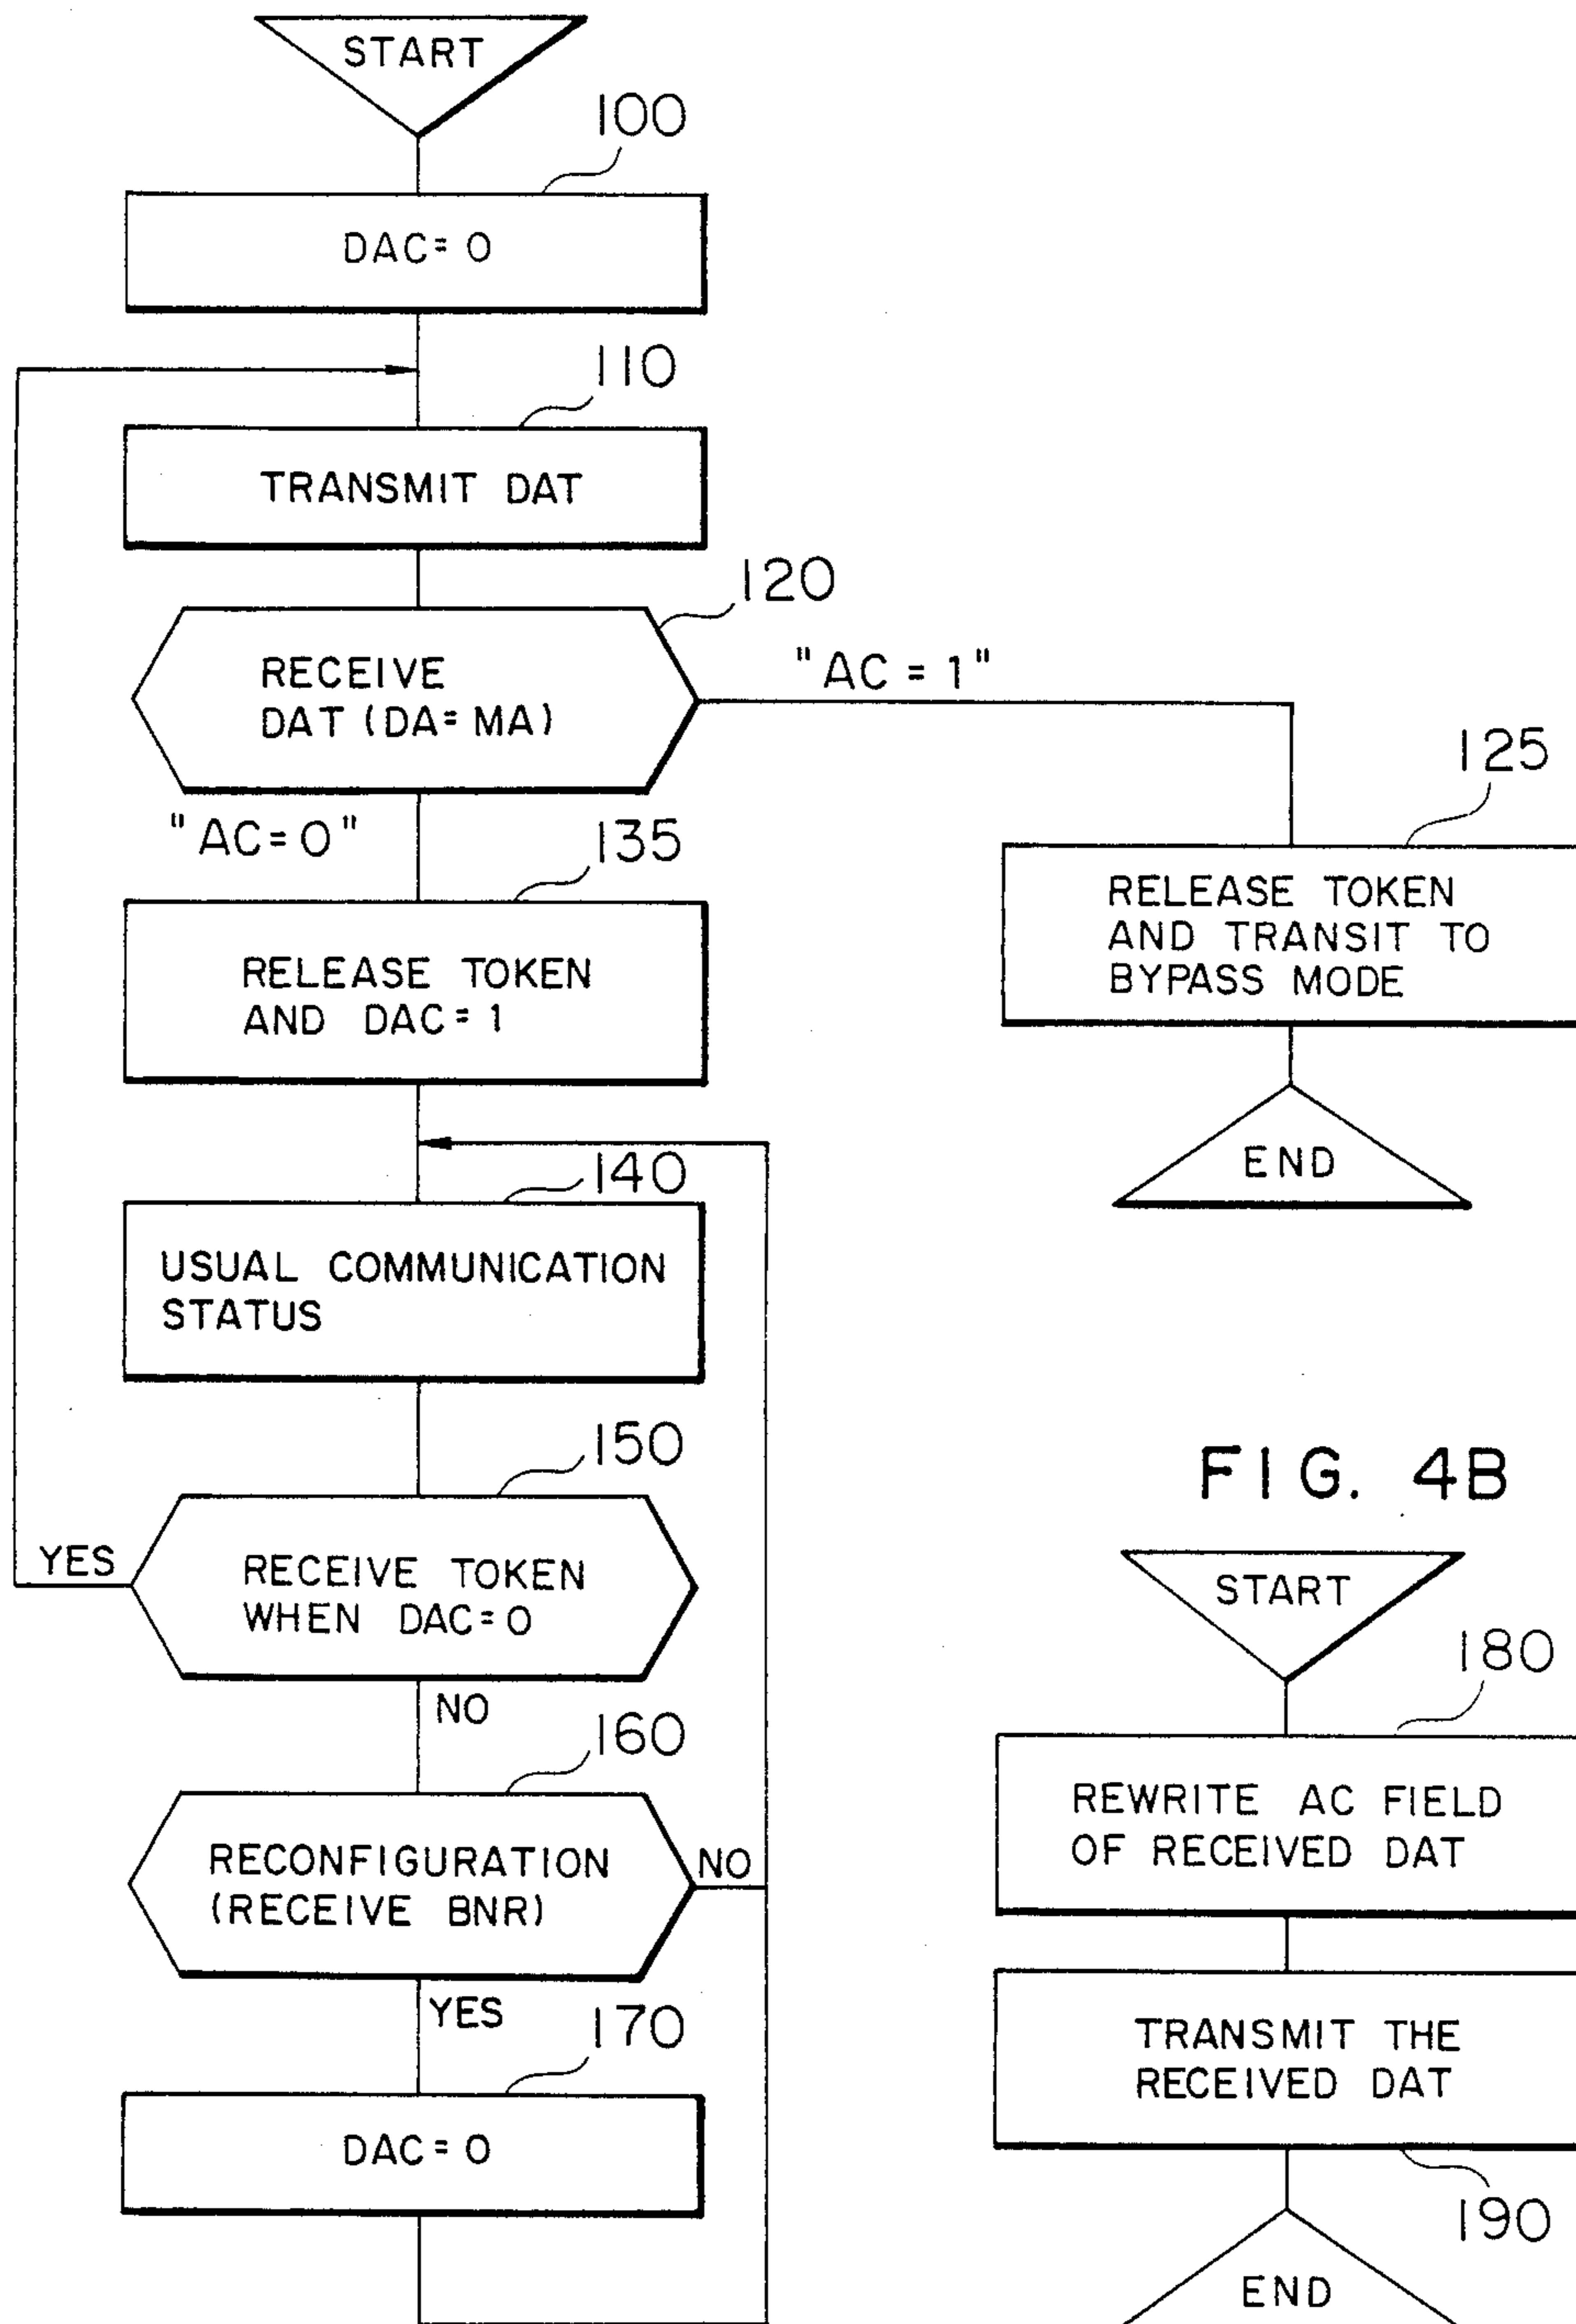 START
100
DAC= 0
110
TRANSMIT DAT
120
RECEIVE
DAT (DA= MA)
"AC = 1"
125
RELEASE TOKEN
AND TRANSIT TO
BYPASS MODE
END
"AC=0"
135
RELEASE TOKEN
AND DAC= 1
140
USUAL COMMUNICATION
STATUS
150
RECEIVE TOKEN
WHEN DAC= 0
YES
NO
160
RECONFIGURATION
(RECEIVE BNR)
NO
YES
170
DAC= 0
FIG. 4B
START
180
REWRITE AC FIELD
OF RECEIVED DAT
TRANSMIT THE
RECEIVED DAT
190
END